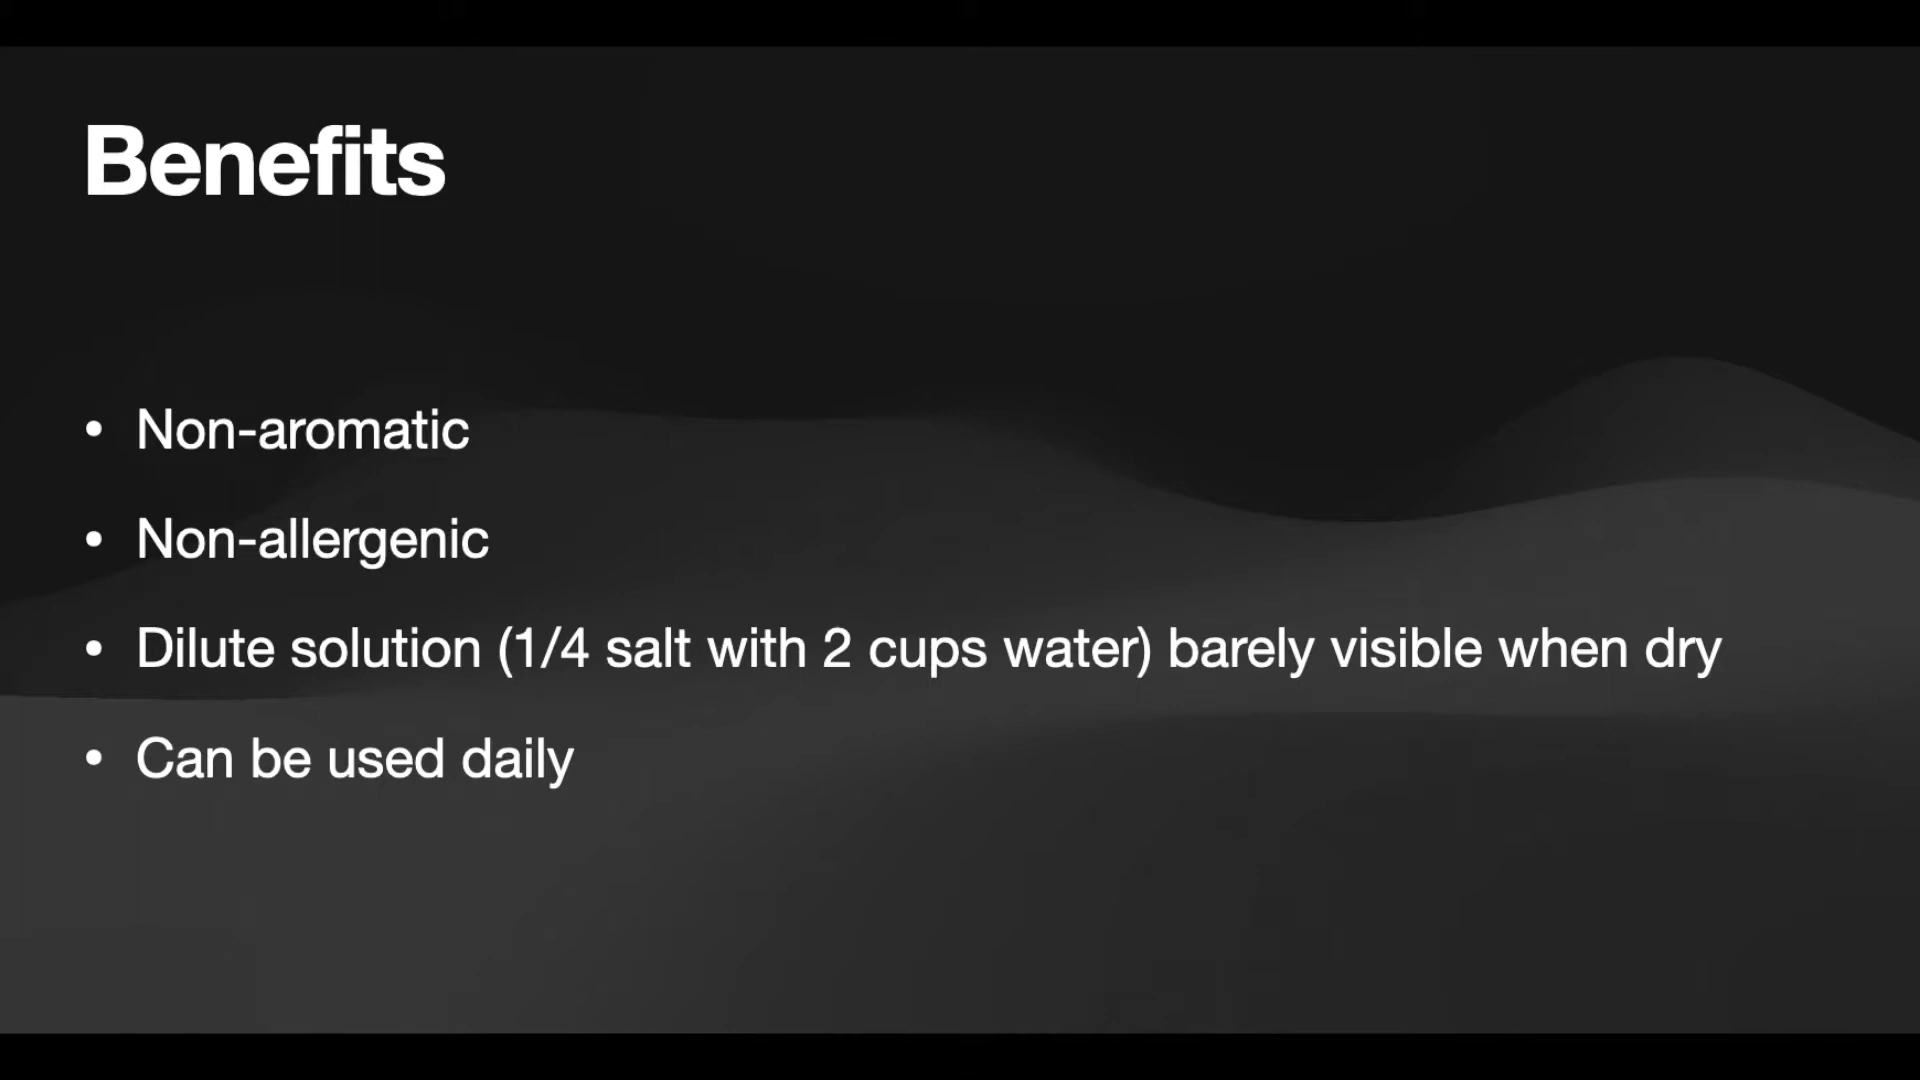 Benefits
• Non-aromatic
• Non-allergenic
• Dilute solution (1/4 salt with 2 cups water) barely visible when dry
• Can be used daily